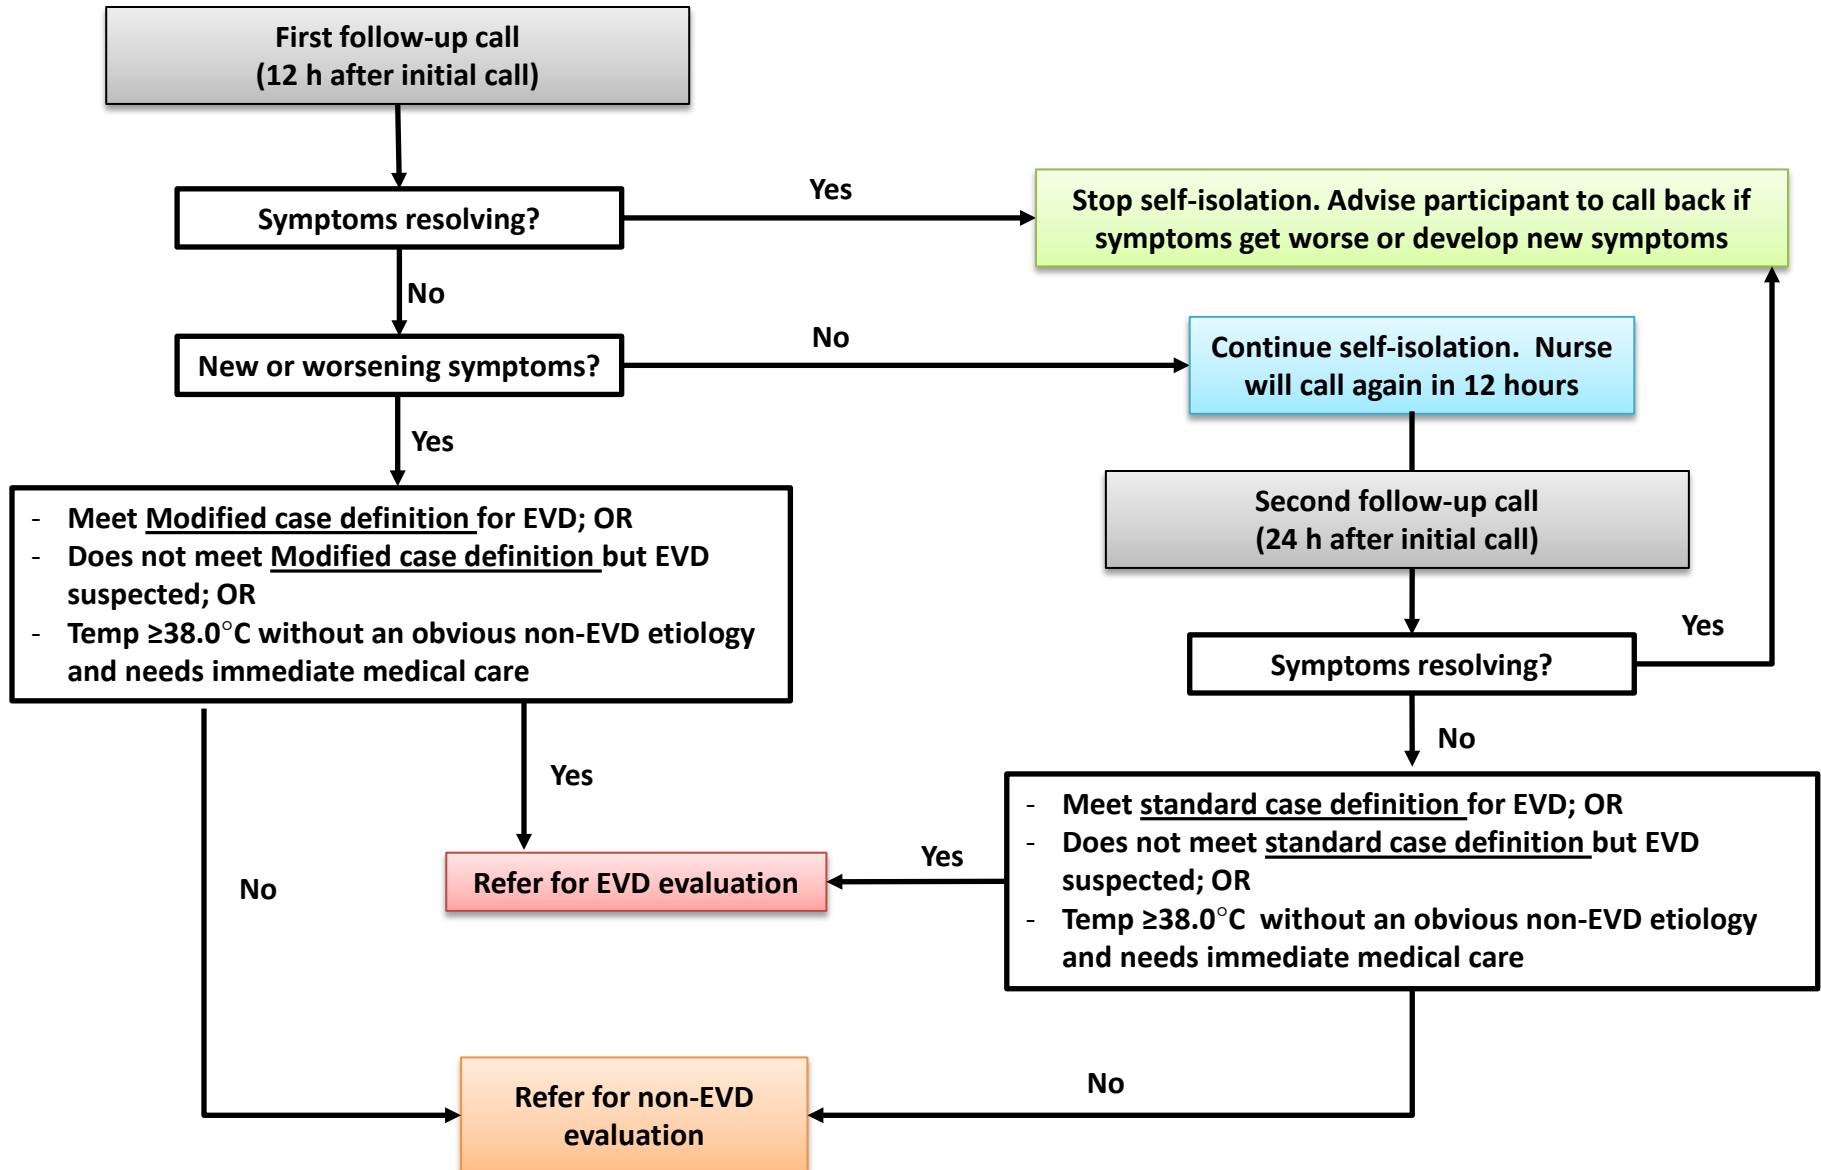 First follow-up call
(12 h after initial call)
Symptoms resolving?
Yes
Stop self-isolation. Advise participant to call back if
symptoms get worse or develop new symptoms
No
New or worsening symptoms?
No
Continue self-isolation.  Nurse
will call again in 12 hours
Yes
- Meet Modified case definition for EVD; OR
- Does not meet Modified case definition but EVD
suspected; OR
- Temp ≥38.0°C without an obvious non-EVD etiology
and needs immediate medical care
Second follow-up call
(24 h after initial call)
Symptoms resolving?
Yes
No
- Meet standard case definition for EVD; OR
- Does not meet standard case definition but EVD
suspected; OR
- Temp ≥38.0°C  without an obvious non-EVD etiology
and needs immediate medical care
Yes
Yes
Refer for EVD evaluation
No
No
Refer for non-EVD
evaluation